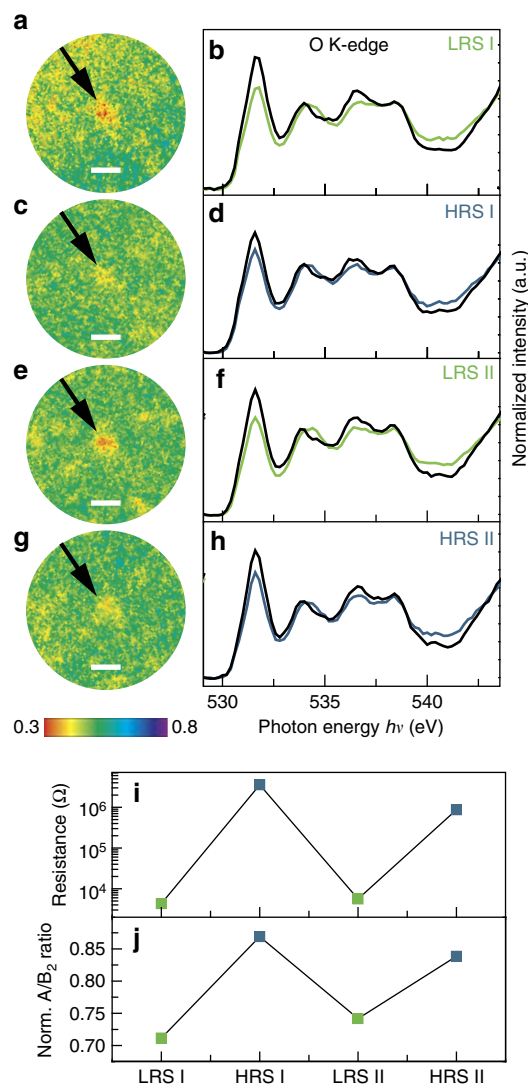 a
b O K-edge LRS I
c
d HRS I
e
f LRS II
g
h HRS II
Normalized intensity (a.u.)
530 535 540
0.3 0.8
Photon energy hν (eV)
i
Resistance (Ω)
10⁶
10⁵
10⁴
j
Norm. A/B₂ ratio
0.85
0.80
0.75
0.70
LRS I HRS I LRS II HRS II